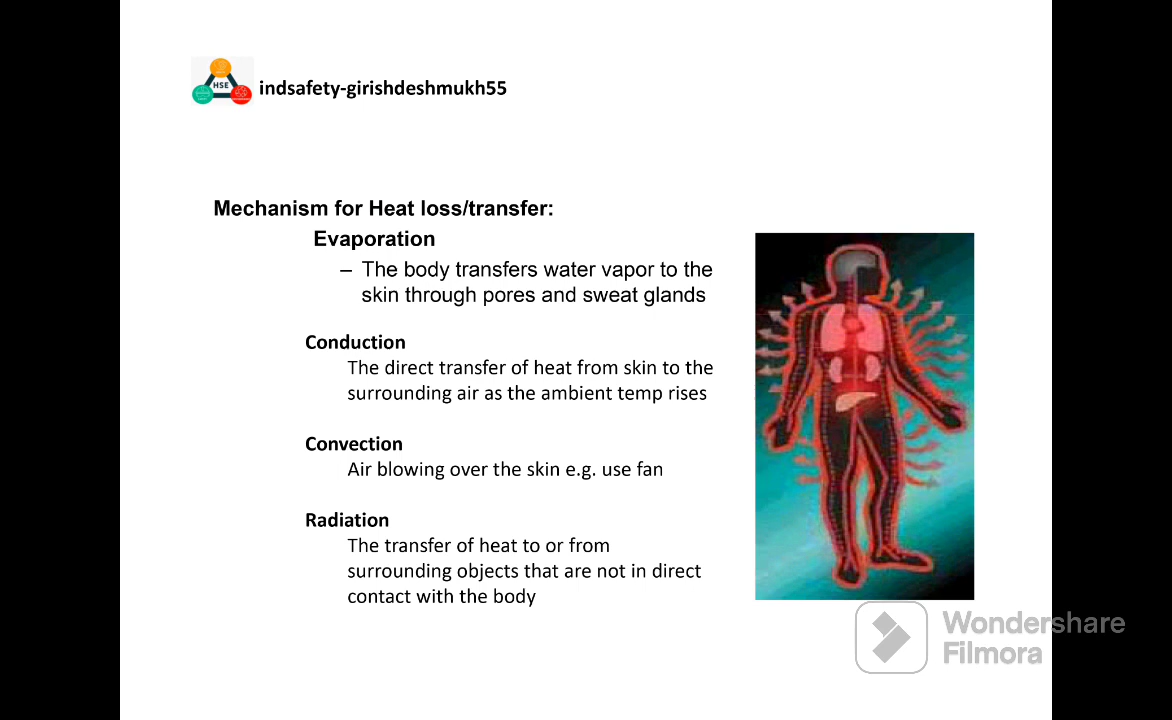 HSE
indsafety-girishdeshmukh55
Mechanism for Heat loss/transfer:
Evaporation
– The body transfers water vapor to the
skin through pores and sweat glands
Conduction
The direct transfer of heat from skin to the
surrounding air as the ambient temp rises
Convection
Air blowing over the skin e.g. use fan
Radiation
The transfer of heat to or from
surrounding objects that are not in direct
contact with the body
Wondershare
Filmora